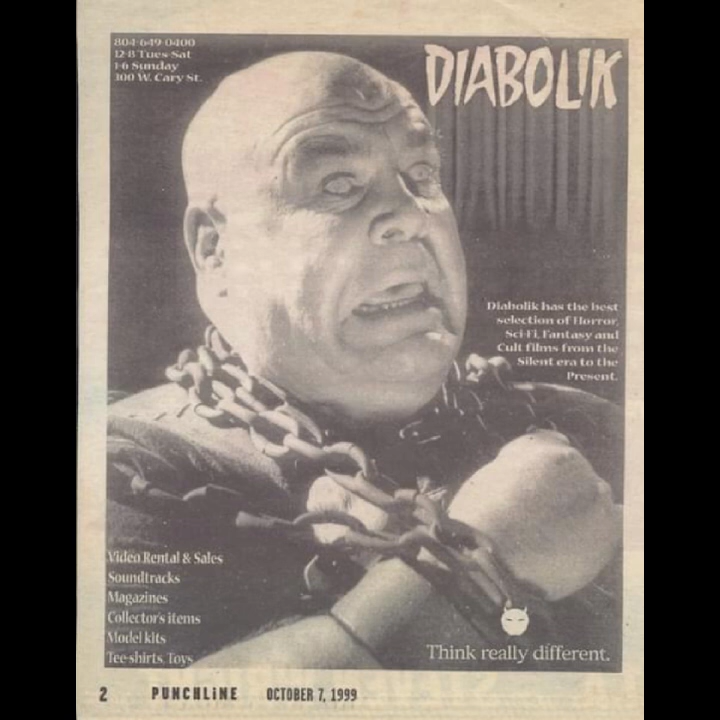 804-649-0400
12-8 Tues-Sat
1-6 Sunday
100 W. Cary St.
DIABOLIK
Diabolik has the best
selection of Horror,
Sci-Fi, Fantasy and
Cult films from the
Silent era to the
Present.
Video Rental & Sales
Soundtracks
Magazines
Collector's items
Model kits
Tee-shirts, Toys
Think really different.
2 PUNCHLiNE OCTOBER 7, 1999